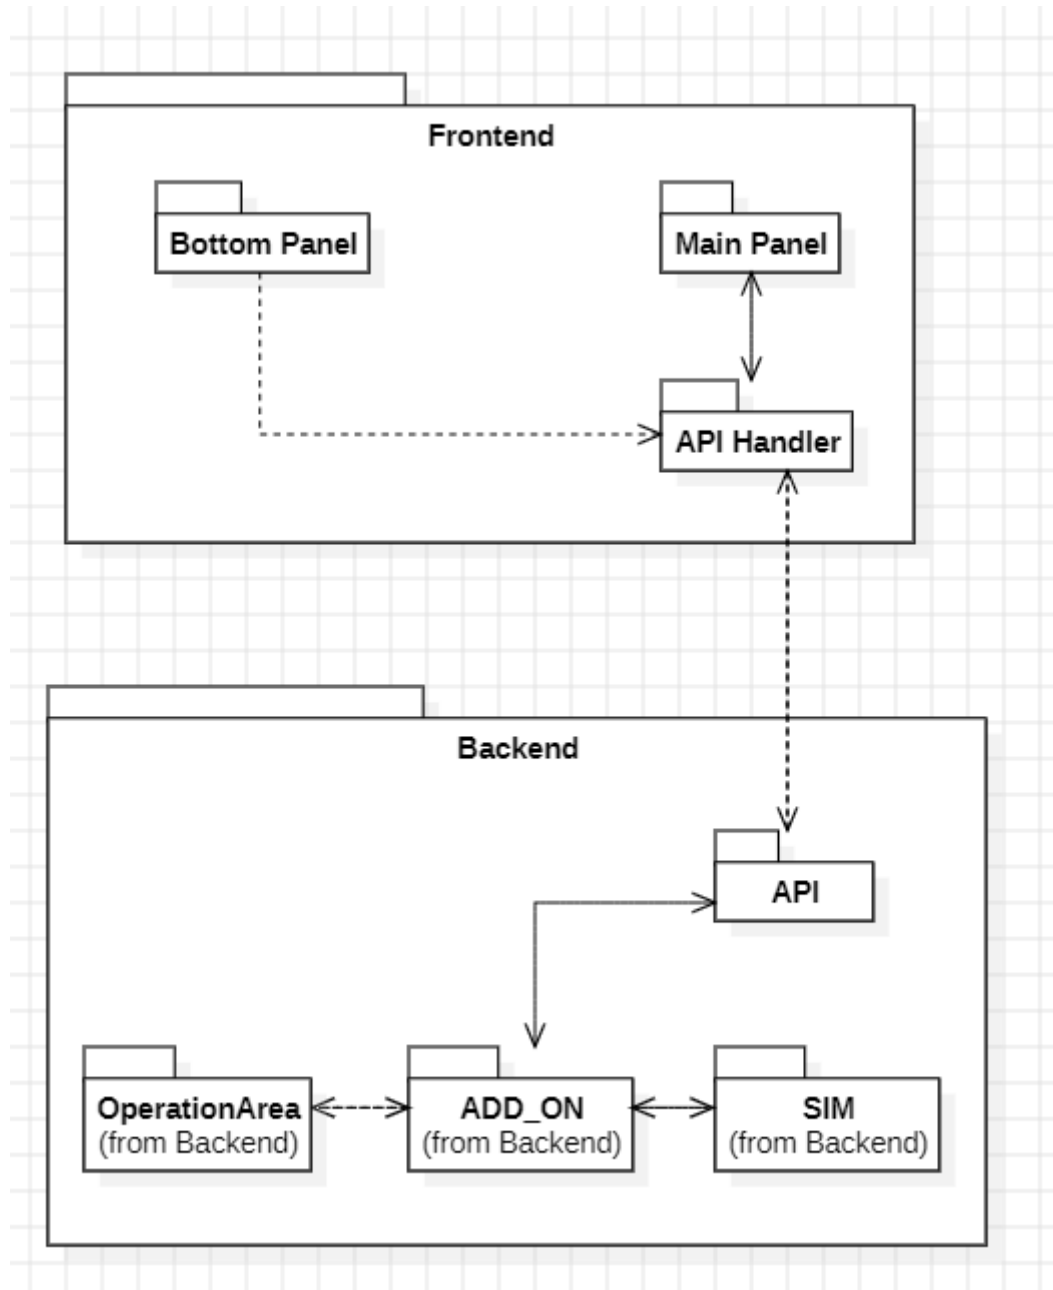 Frontend
Bottom Panel
Main Panel
API Handler
Backend
API
OperationArea
(from Backend)
ADD_ON
(from Backend)
SIM
(from Backend)